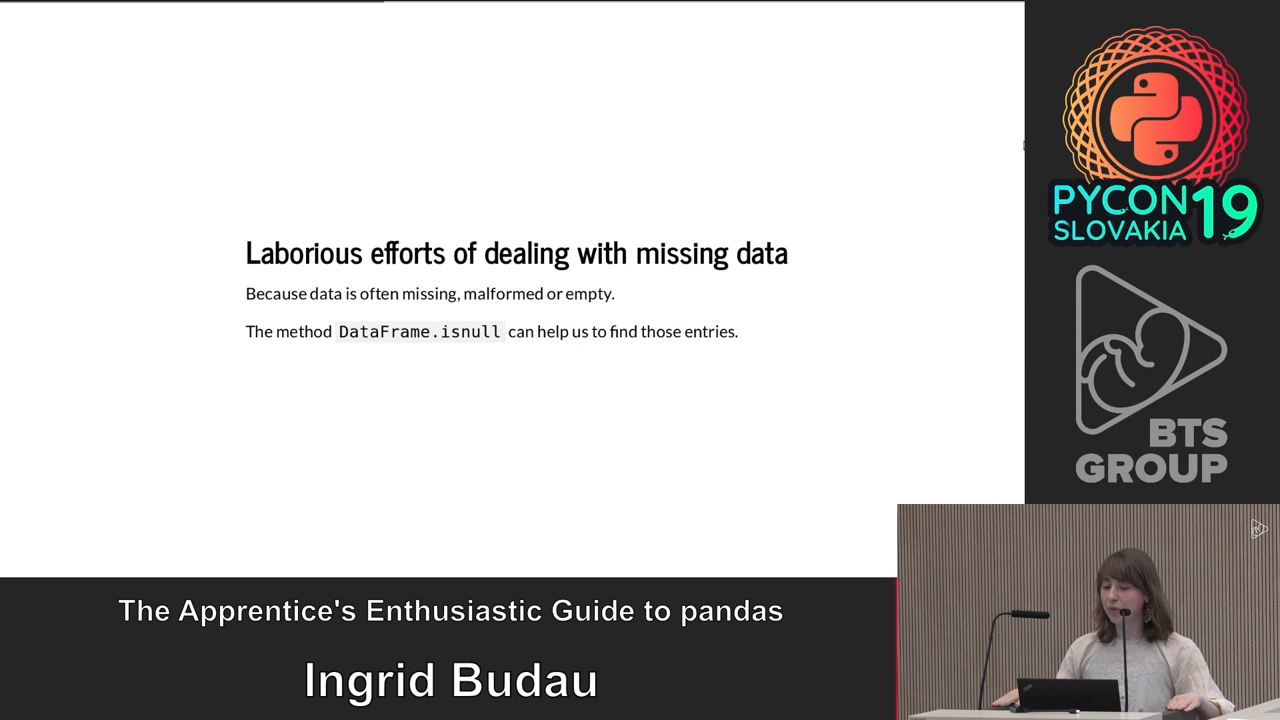 Laborious efforts of dealing with missing data
Because data is often missing, malformed or empty.
The method DataFrame.isnull can help us to find those entries.
PYCON 19
SLOVAKIA
BTS
GROUP
The Apprentice's Enthusiastic Guide to pandas
Ingrid Budau